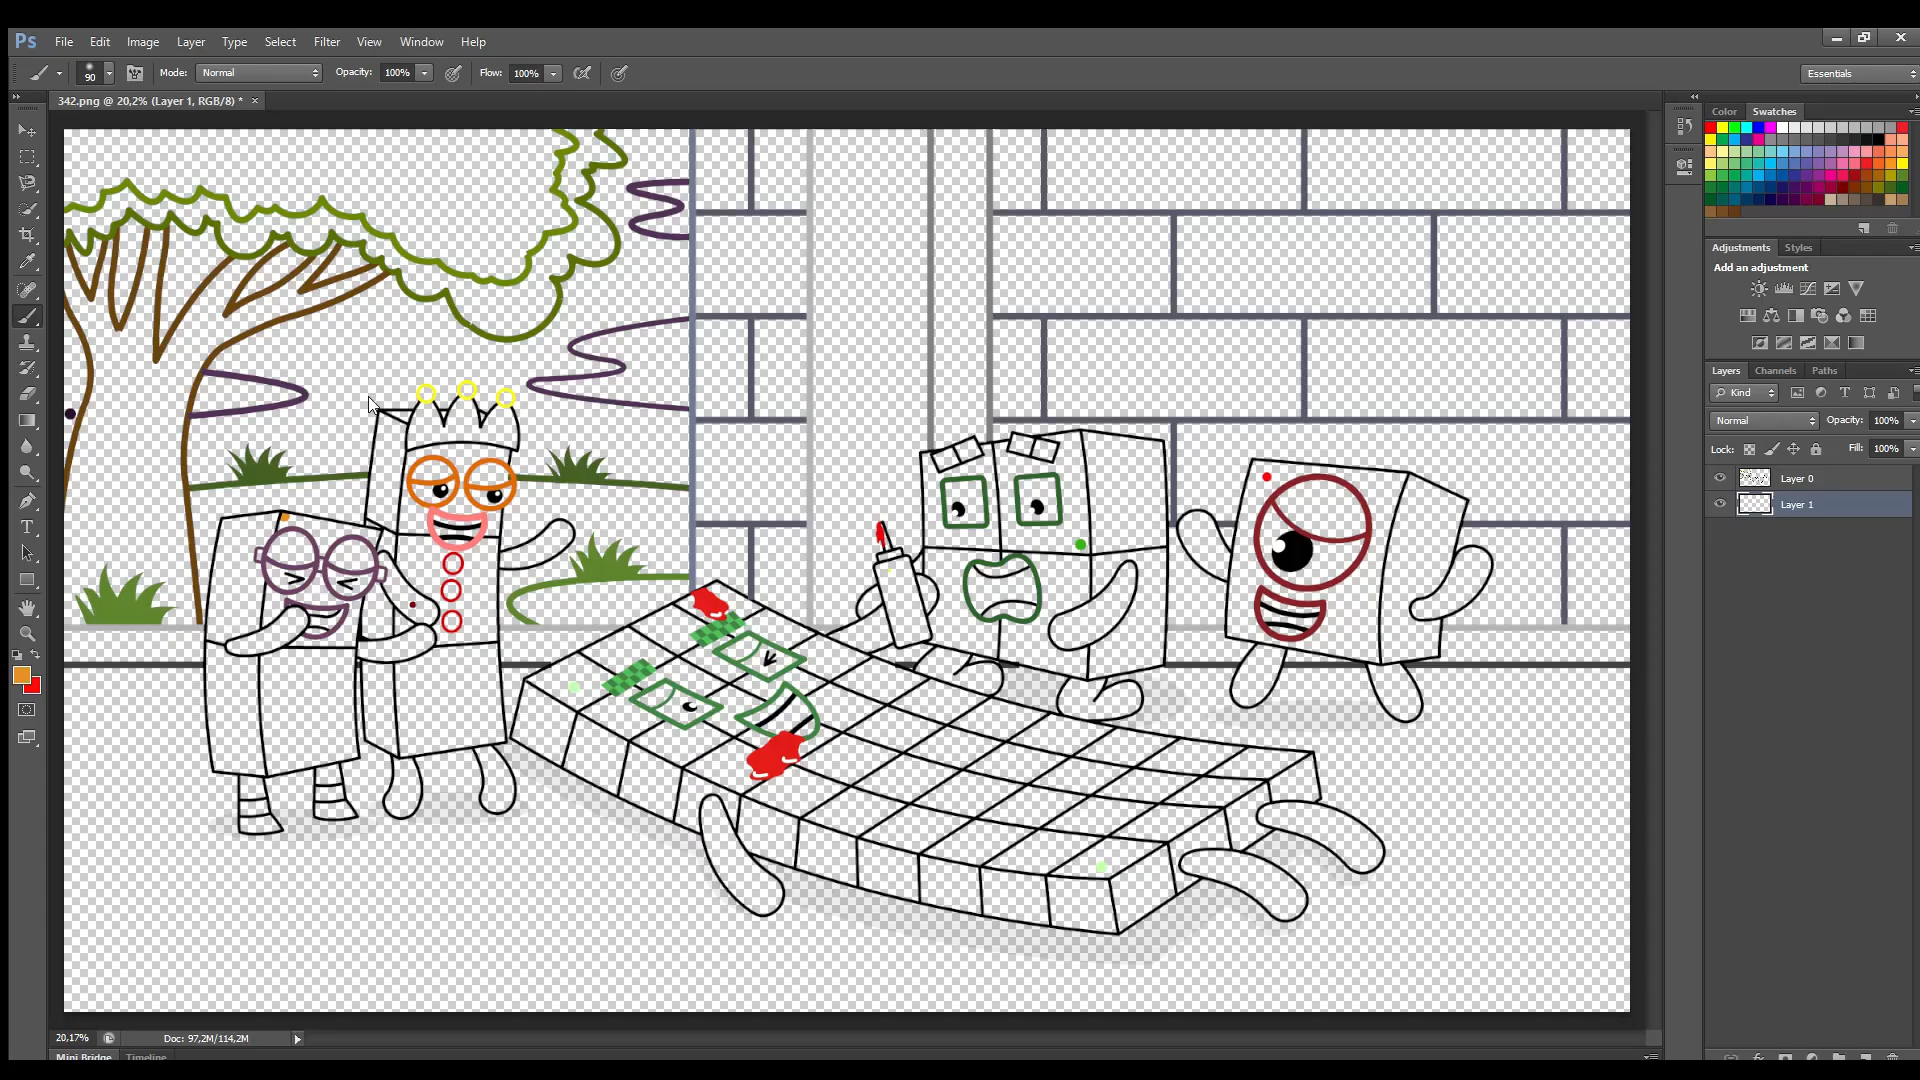 Ps File Edit Image Layer Type Select Filter View Window Help
90 Mode: Normal Opacity: 100% Flow: 100% Essentials
342.png @ 20,2% (Layer 1, RGB/8) * ×
Color Swatches
Adjustments Styles
Add an adjustment
Layers Channels Paths
Kind
Normal Opacity: 100%
Lock: Fill: 100%
Layer 0
Layer 1
20,17% Doc: 97,2M/114,2M
Mini Bridge Timeline